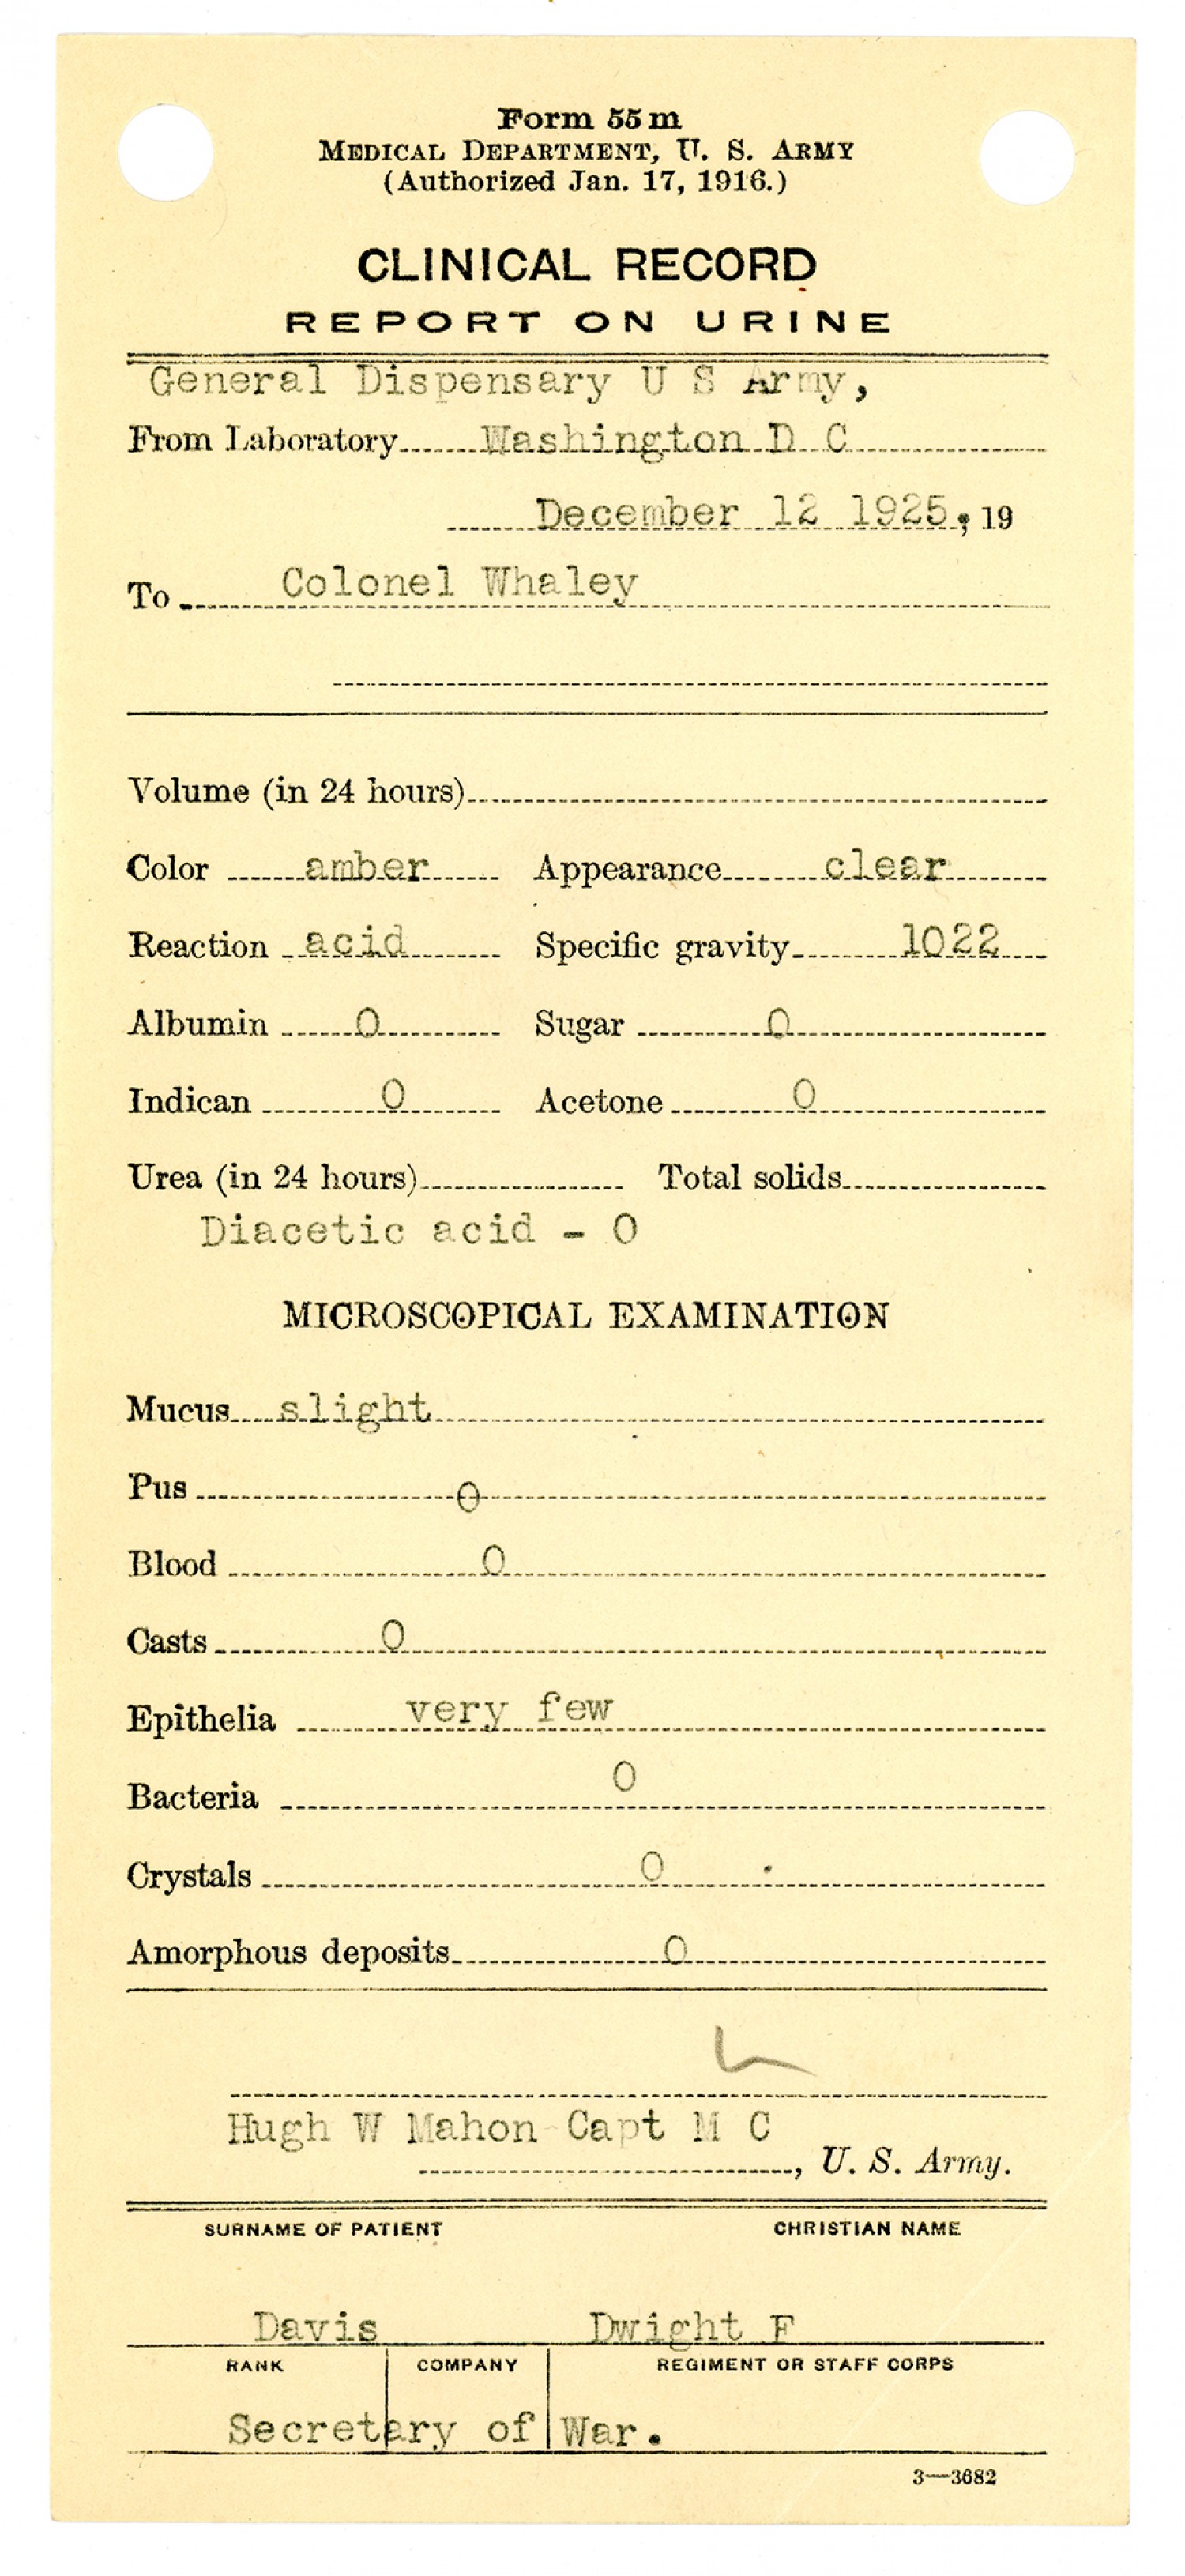 Form 55 m
MEDICAL DEPARTMENT, U. S. ARMY
(Authorized Jan. 17, 1916.)
CLINICAL RECORD
REPORT ON URINE
General Dispensary U S Army,
From Laboratory Washington D C
December 12 1925, 19
To Colonel Whaley
Volume (in 24 hours)
Color amber Appearance clear
Reaction acid Specific gravity 1022
Albumin 0 Sugar 0
Indican 0 Acetone 0
Urea (in 24 hours) Total solids
Diacetic acid - 0
MICROSCOPICAL EXAMINATION
Mucus slight
Pus 0
Blood 0
Casts 0
Epithelia very few
Bacteria 0
Crystals 0
Amorphous deposits 0
Hugh W Mahon Capt M C
, U. S. Army.
SURNAME OF PATIENT CHRISTIAN NAME
Davis Dwight F
RANK COMPANY REGIMENT OR STAFF CORPS
Secretary of War.
3—3682